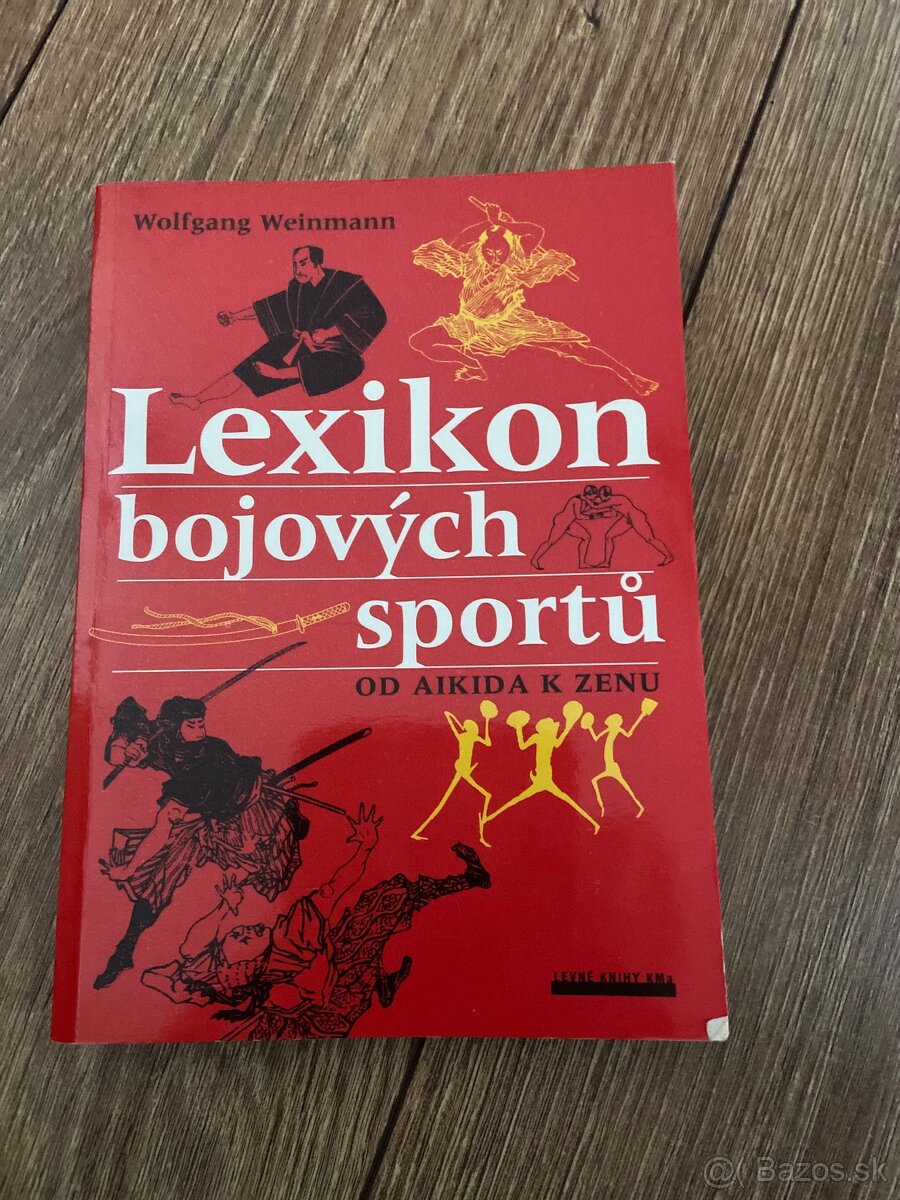 Wolfgang Weinmann
Lexikon
bojových
sportů
OD AIKIDA K ZENU
LEVNÉ KNIHY KMa
@( Bazos.sk